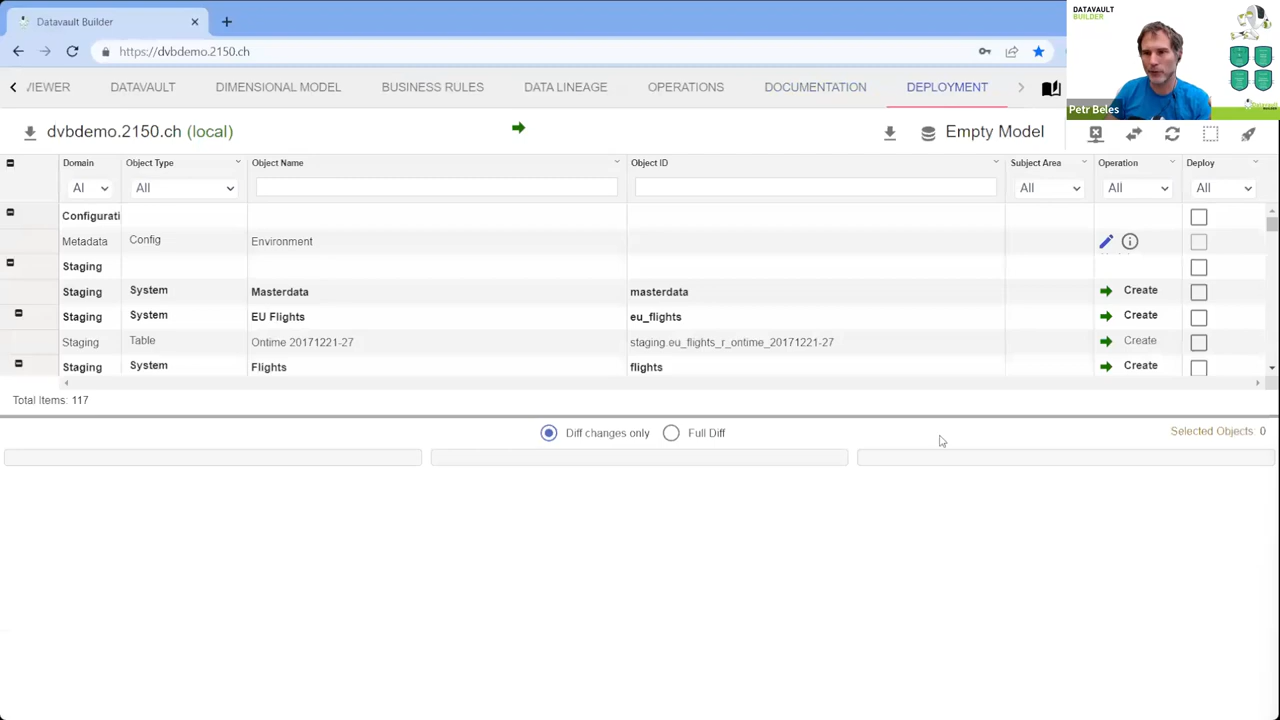 Datavault Builder
https://dvbdemo.2150.ch
DATAVAULT
BUILDER
Petr Beles
/IEWER
DATAVAULT
DIMENSIONAL MODEL
BUSINESS RULES
DATA LINEAGE
OPERATIONS
DOCUMENTATION
DEPLOYMENT
dvbdemo.2150.ch (local)
Empty Model
Domain Object Type Object Name Object ID Subject Area Operation Deploy
Al All All All All
Configurati
Metadata Config Environment
Staging
Staging System Masterdata masterdata Create
Staging System EU Flights eu_flights Create
Staging Table Ontime 20171221-27 staging.eu_flights_r_ontime_20171221-27 Create
Staging System Flights flights Create
Total Items: 117
Diff changes only Full Diff
Selected Objects: 0